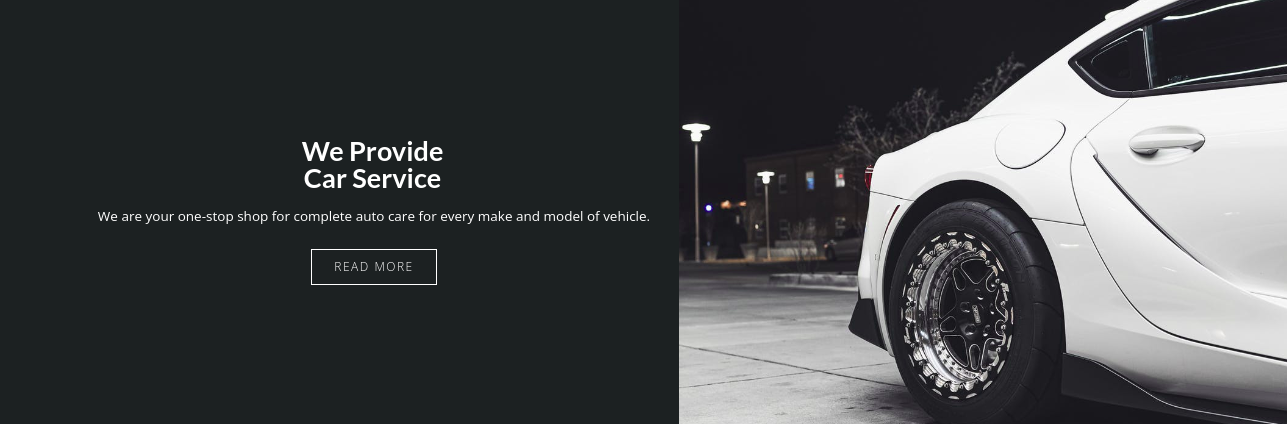 We Provide
Car Service
We are your one-stop shop for complete auto care for every make and model of vehicle.
READ MORE